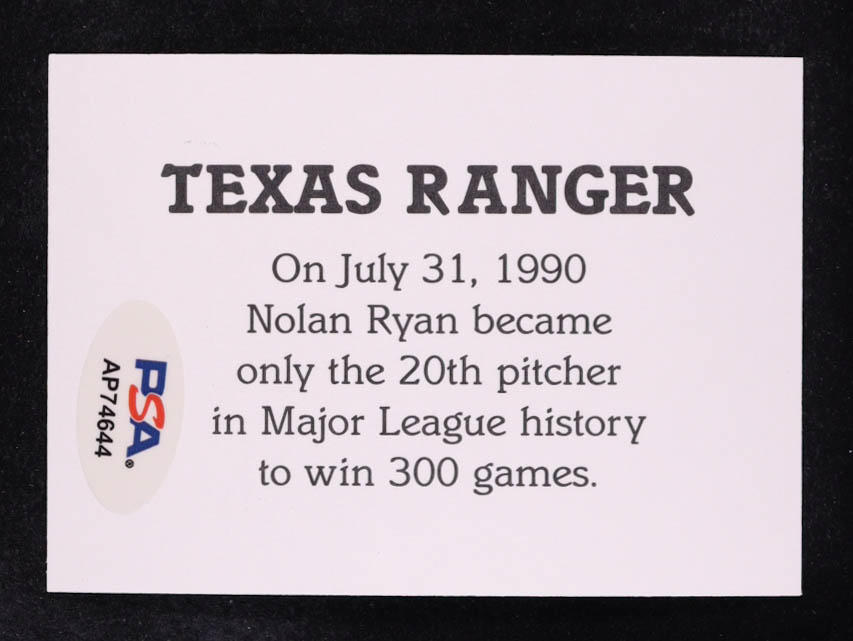 TEXAS RANGER
On July 31, 1990
Nolan Ryan became
only the 20th pitcher
in Major League history
to win 300 games.
PSA®
AP74644